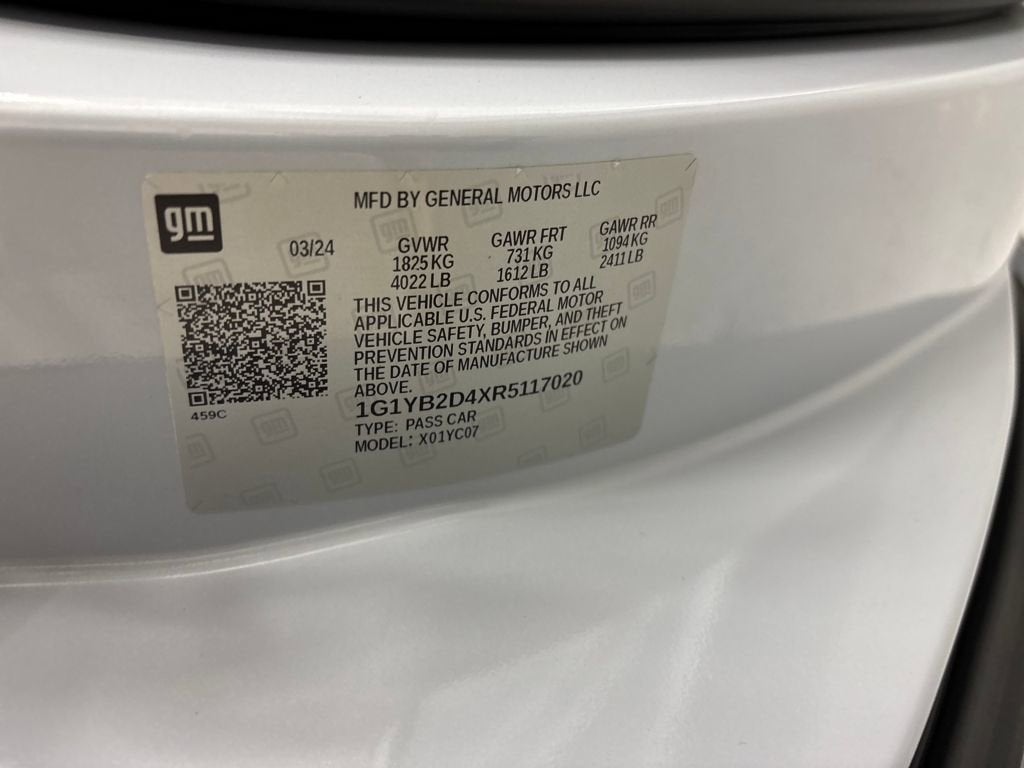 gm
MFD BY GENERAL MOTORS LLC
03/24
GVWR
1825 KG
4022 LB
GAWR FRT
731 KG
1612 LB
GAWR RR
1094 KG
2411 LB
THIS VEHICLE CONFORMS TO ALL
APPLICABLE U.S. FEDERAL MOTOR
VEHICLE SAFETY, BUMPER, AND THEFT
PREVENTION STANDARDS IN EFFECT ON
THE DATE OF MANUFACTURE SHOWN
ABOVE.
459C
1G1YB2D4XR5117020
TYPE: PASS CAR
MODEL: X01YC07